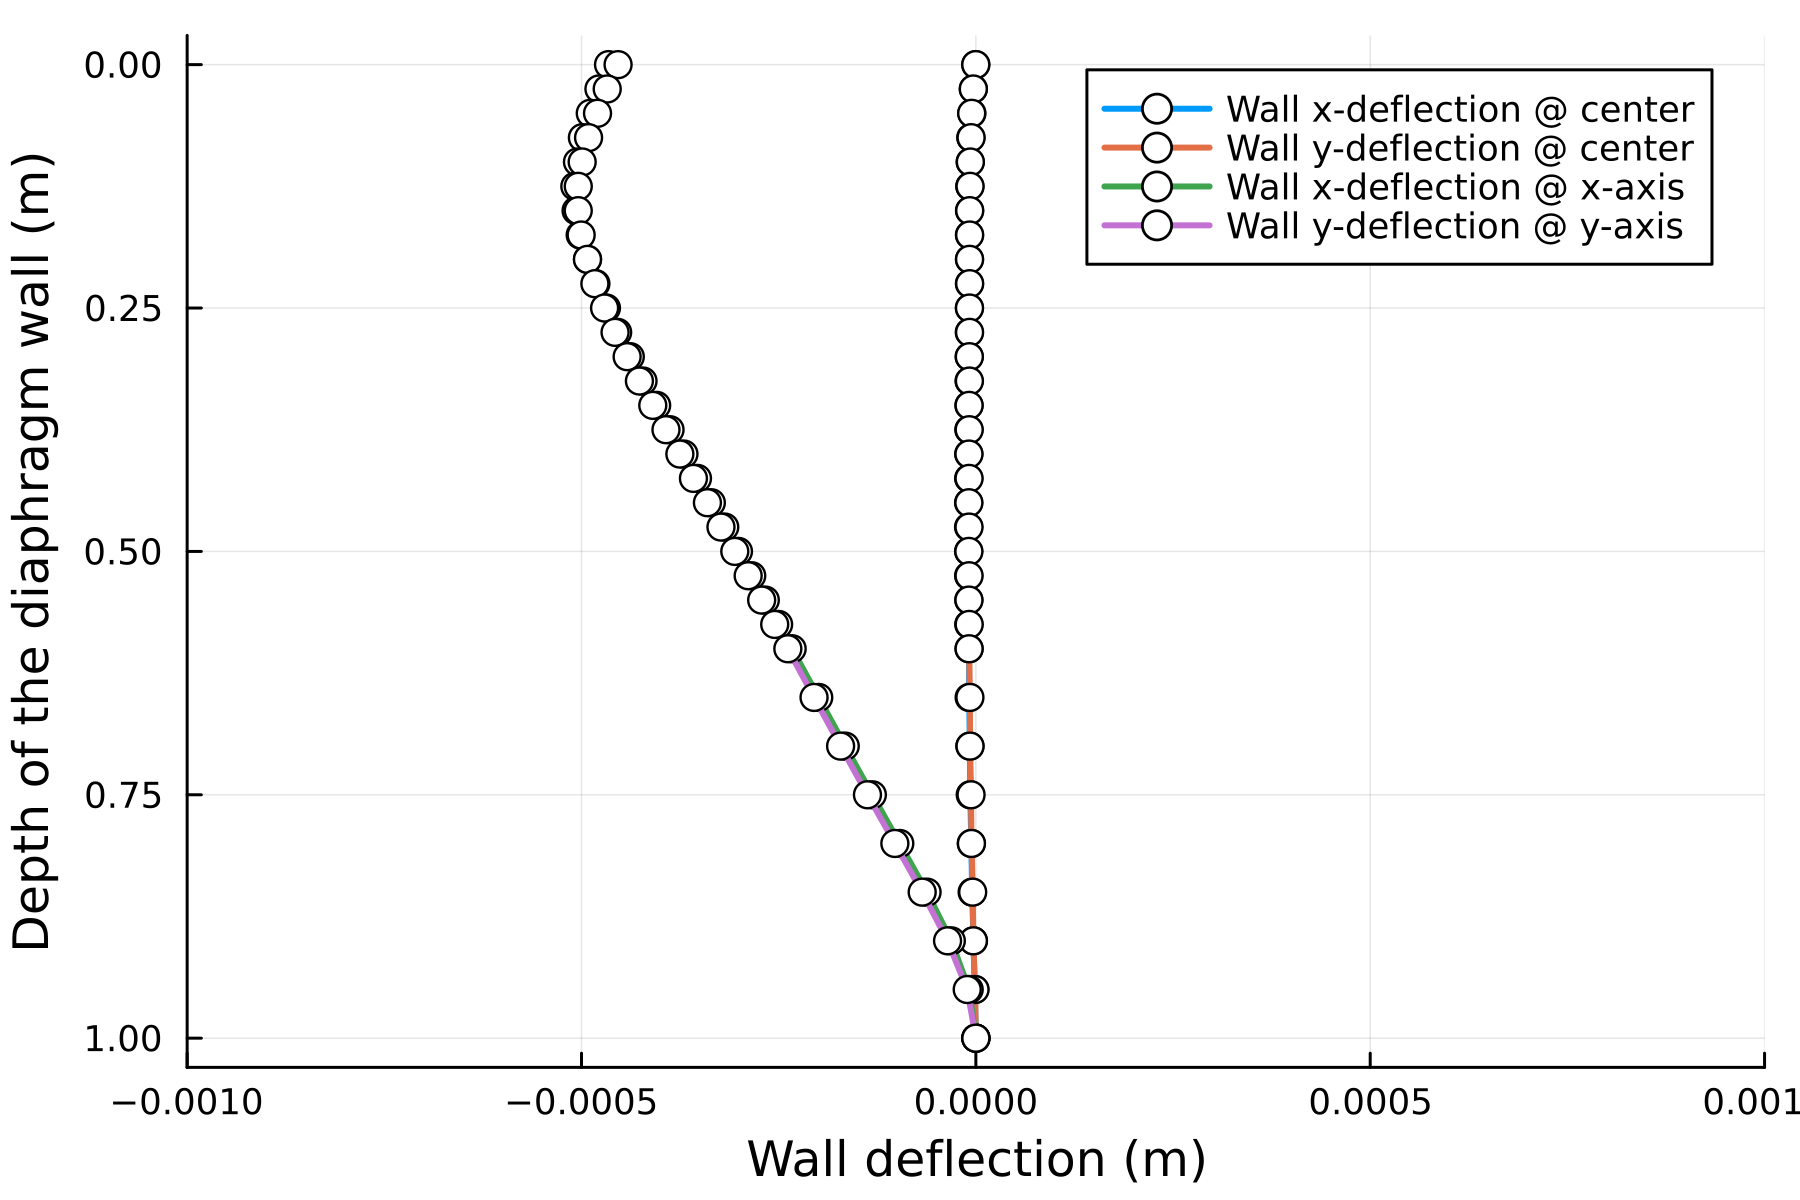 0.00
0.25
0.50
0.75
1.00
Depth of the diaphragm wall (m)
Wall x-deflection @ center
Wall y-deflection @ center
Wall x-deflection @ x-axis
Wall y-deflection @ y-axis
−0.0010
−0.0005
0.0000
0.0005
0.001
Wall deflection (m)